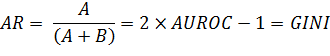 AR = A / (A + B) = 2 × AUROC − 1 = GINI